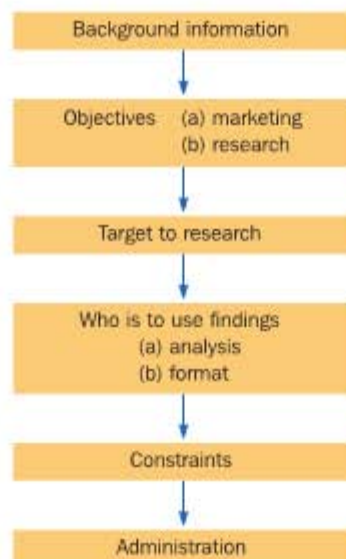 Background information
Objectives (a) marketing
(b) research
Target to research
Who is to use findings
(a) analysis
(b) format
Constraints
Administration